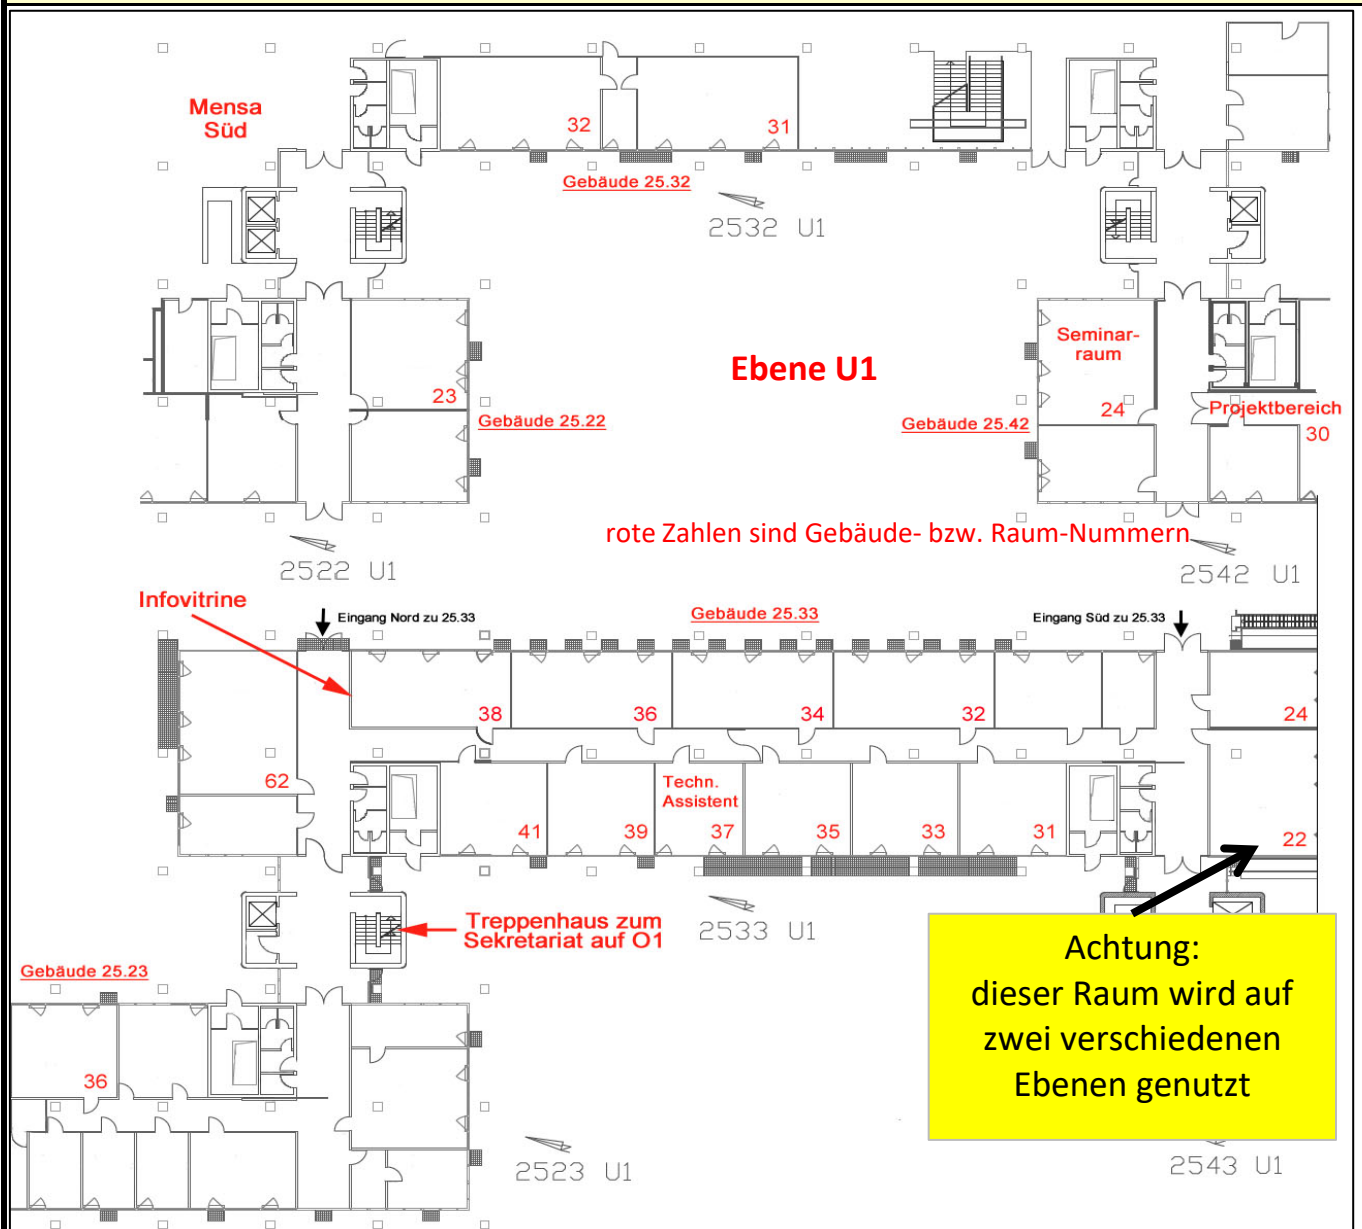 Mensa
Süd
32
31
Gebäude 25.32
2532 U1
23
Gebäude 25.22
Ebene U1
Seminar-
raum
24
Gebäude 25.42
Projektbereich
30
rote Zahlen sind Gebäude- bzw. Raum-Nummern
2522 U1
2542 U1
Infovitrine
Eingang Nord zu 25.33
Gebäude 25.33
Eingang Süd zu 25.33
38
36
34
32
24
62
41
39
Techn.
Assistent
37
35
33
31
22
Treppenhaus zum
Sekretariat auf O1
2533 U1
Gebäude 25.23
36
2523 U1
Achtung:
dieser Raum wird auf
zwei verschiedenen
Ebenen genutzt
2543 U1